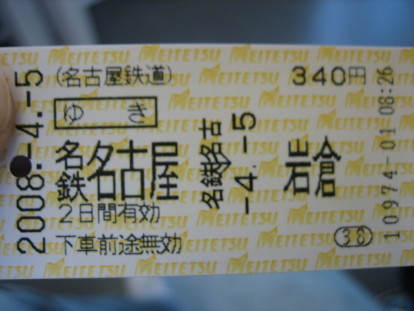 (名古屋鉄道) 340円
ゆ き
名鉄名古屋 岩倉
2日間有効
下車前途無効
2008.-4.-5
名鉄名古
-4.-5
10974-01 08:26
MEITETSU